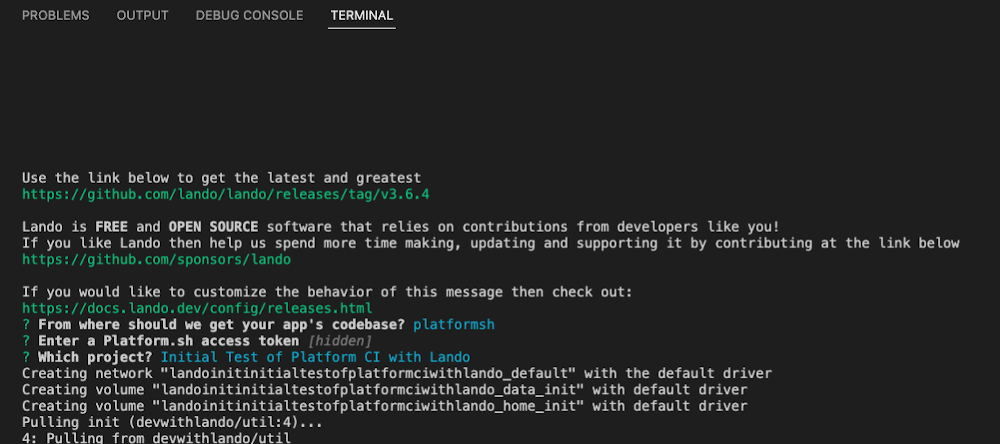 PROBLEMS OUTPUT DEBUG CONSOLE TERMINAL
Use the link below to get the latest and greatest
https://github.com/lando/lando/releases/tag/v3.6.4
Lando is FREE and OPEN SOURCE software that relies on contributions from developers like you!
If you like Lando then help us spend more time making, updating and supporting it by contributing at the link below
https://github.com/sponsors/lando
If you would like to customize the behavior of this message then check out:
https://docs.lando.dev/config/releases.html
? From where should we get your app's codebase? platformsh
? Enter a Platform.sh access token [hidden]
? Which project? Initial Test of Platform CI with Lando
Creating network "landoinitinitialtestofplatformciwithlando_default" with the default driver
Creating volume "landoinitinitialtestofplatformciwithlando_data_init" with default driver
Creating volume "landoinitinitialtestofplatformciwithlando_home_init" with default driver
Pulling init (devwithlando/util:4)...
4: Pulling from devwithlando/util